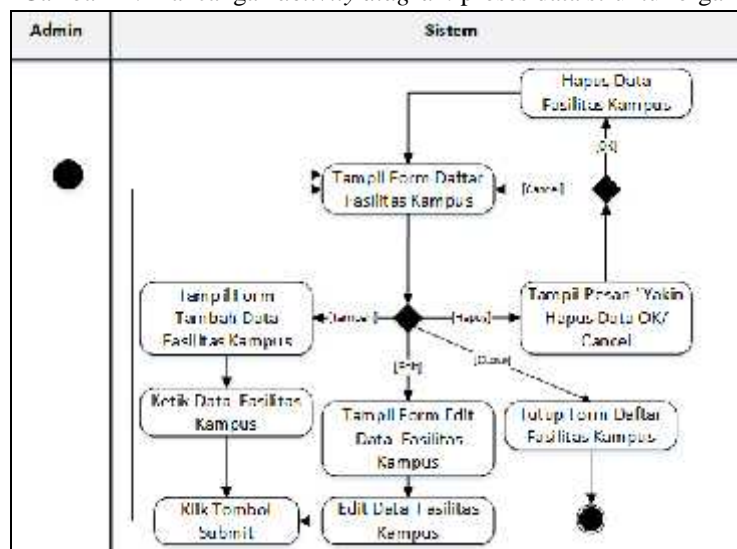 Admin
Sistem
Hapus Data
Fasilitas Kampus
[OK]
Tampil Form Daftar
Fasilitas Kampus
[Cancel]
Tampil Form
Tambah Data
Fasilitas Kampus
[Tambah]
[Hapus]
Tampil Pesan "Yakin
Hapus Data OK/
Cancel
[Edit]
[Close]
Ketik Data Fasilitas
Kampus
Tampil Form Edit
Data Fasilitas
Kampus
Tutup Form Daftar
Fasilitas Kampus
Klik Tombol
Submit
Edit Data Fasilitas
Kampus